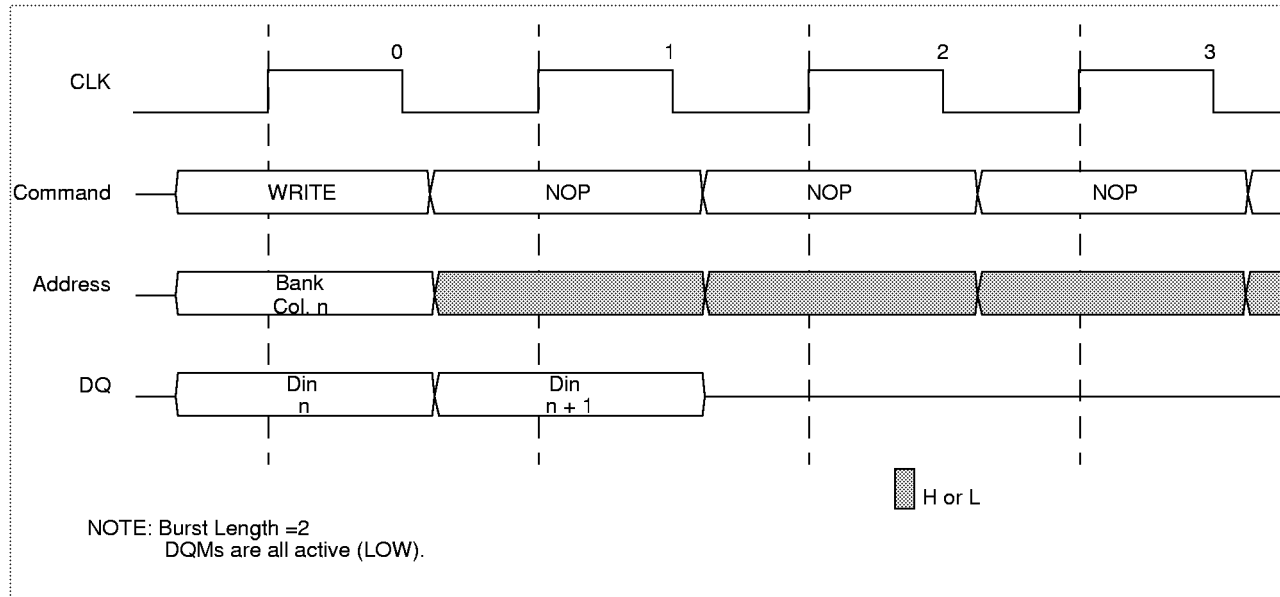 0 1 2 3
CLK
Command WRITE NOP NOP NOP
Address Bank
Col. n
DQ Din Din
n n + 1
H or L
NOTE: Burst Length =2
DQMs are all active (LOW).